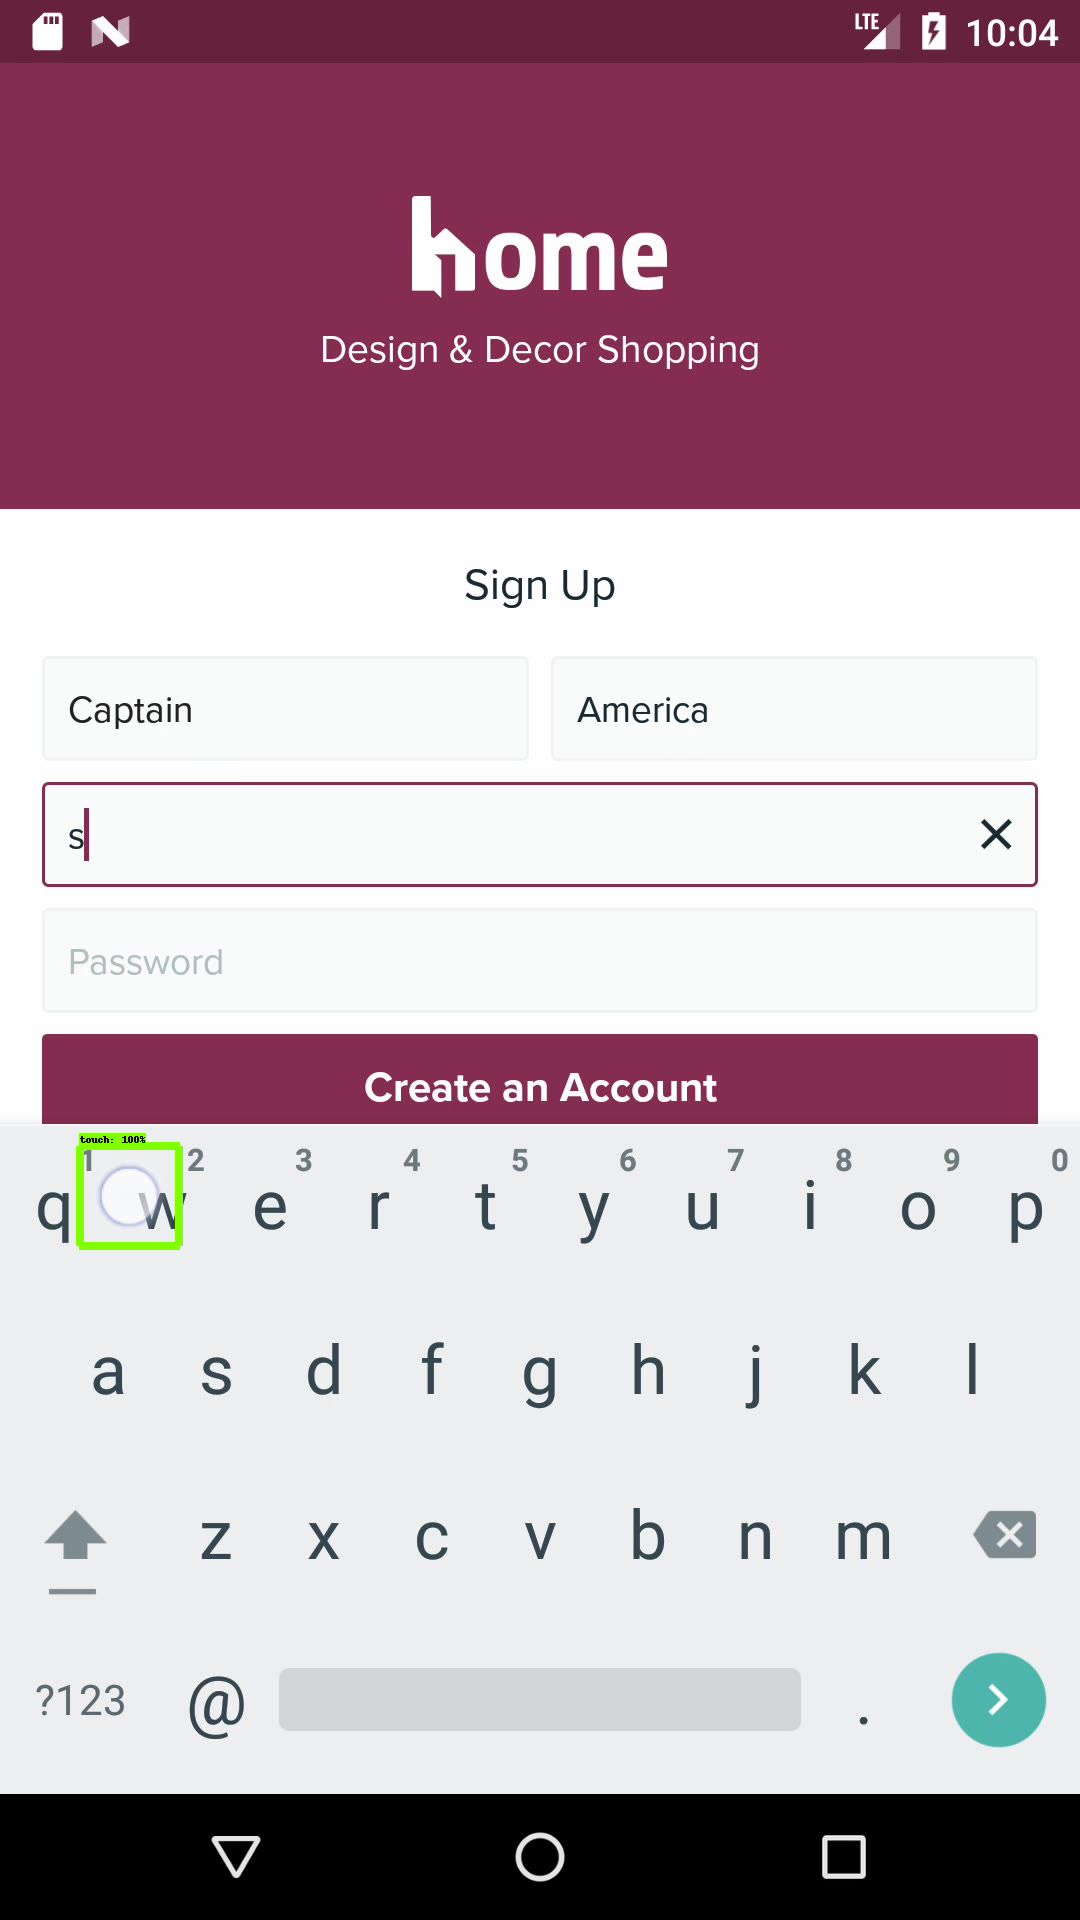 LTE 10:04
home
Design & Decor Shopping
Sign Up
Captain America
s
Password
Create an Account
touch: 100%
1 2 3 4 5 6 7 8 9 0
q w e r t y u i o p
a s d f g h j k l
z x c v b n m
?123 @ .